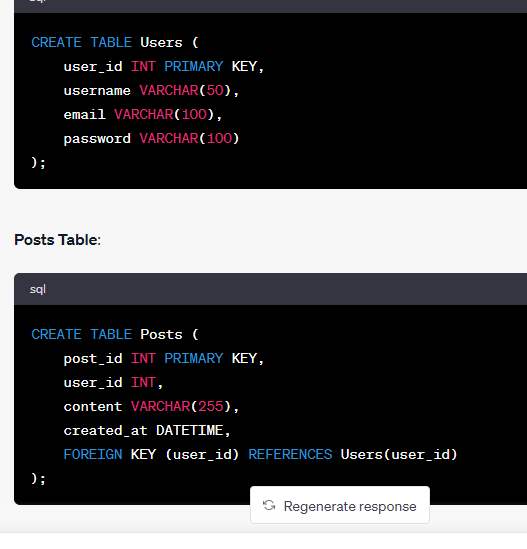 sql
CREATE TABLE Users (
user_id INT PRIMARY KEY,
username VARCHAR(50),
email VARCHAR(100),
password VARCHAR(100)
);
Posts Table:
sql
CREATE TABLE Posts (
post_id INT PRIMARY KEY,
user_id INT,
content VARCHAR(255),
created_at DATETIME,
FOREIGN KEY (user_id) REFERENCES Users(user_id)
);
Regenerate response